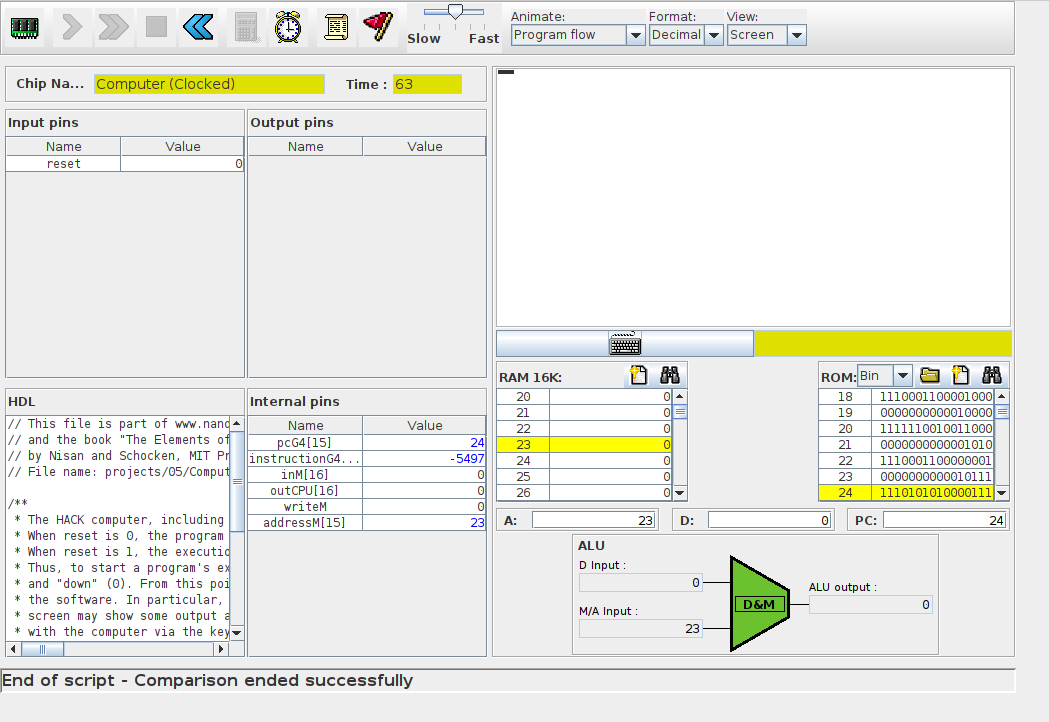 Slow Fast
Animate:
Program flow
Format:
Decimal
View:
Screen
Chip Na... Computer (Clocked) Time : 63
Input pins
Name Value
reset 0
Output pins
Name Value
HDL
// This file is part of www.nand
// and the book "The Elements of
// by Nisan and Schocken, MIT Pr
// File name: projects/05/Comput
/**
* The HACK computer, including
* When reset is 0, the program
* When reset is 1, the executio
* Thus, to start a program's ex
* and "down" (0). From this poi
* the software. In particular,
* screen may show some output a
* with the computer via the key
Internal pins
Name Value
pcG4[15] 24
instructionG4... -5497
inM[16] 0
outCPU[16] 0
writeM 0
addressM[15] 23
RAM 16K:
20 0
21 0
22 0
23 0
24 0
25 0
26 0
ROM: Bin
18 1110001100001000
19 0000000000010000
20 1111110010011000
21 0000000000001010
22 1110001100000001
23 0000000000010111
24 1110101010000111
A: 23
D: 0
PC: 24
ALU
D Input :
0
M/A Input :
23
D&M
ALU output :
0
End of script - Comparison ended successfully